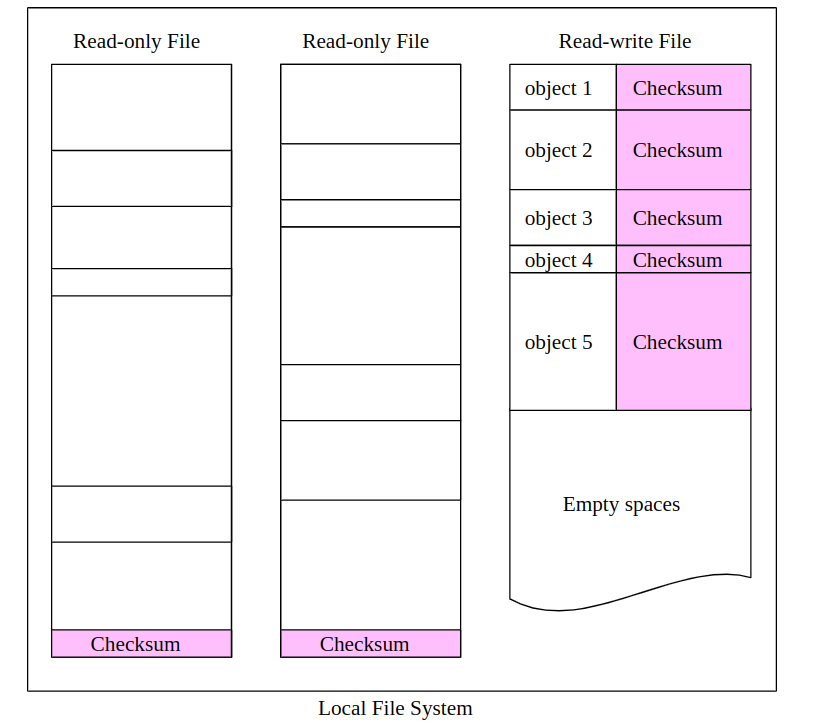 Read-only File
Read-only File
Read-write File
object 1 Checksum
object 2 Checksum
object 3 Checksum
object 4 Checksum
object 5 Checksum
Empty spaces
Checksum
Checksum
Local File System